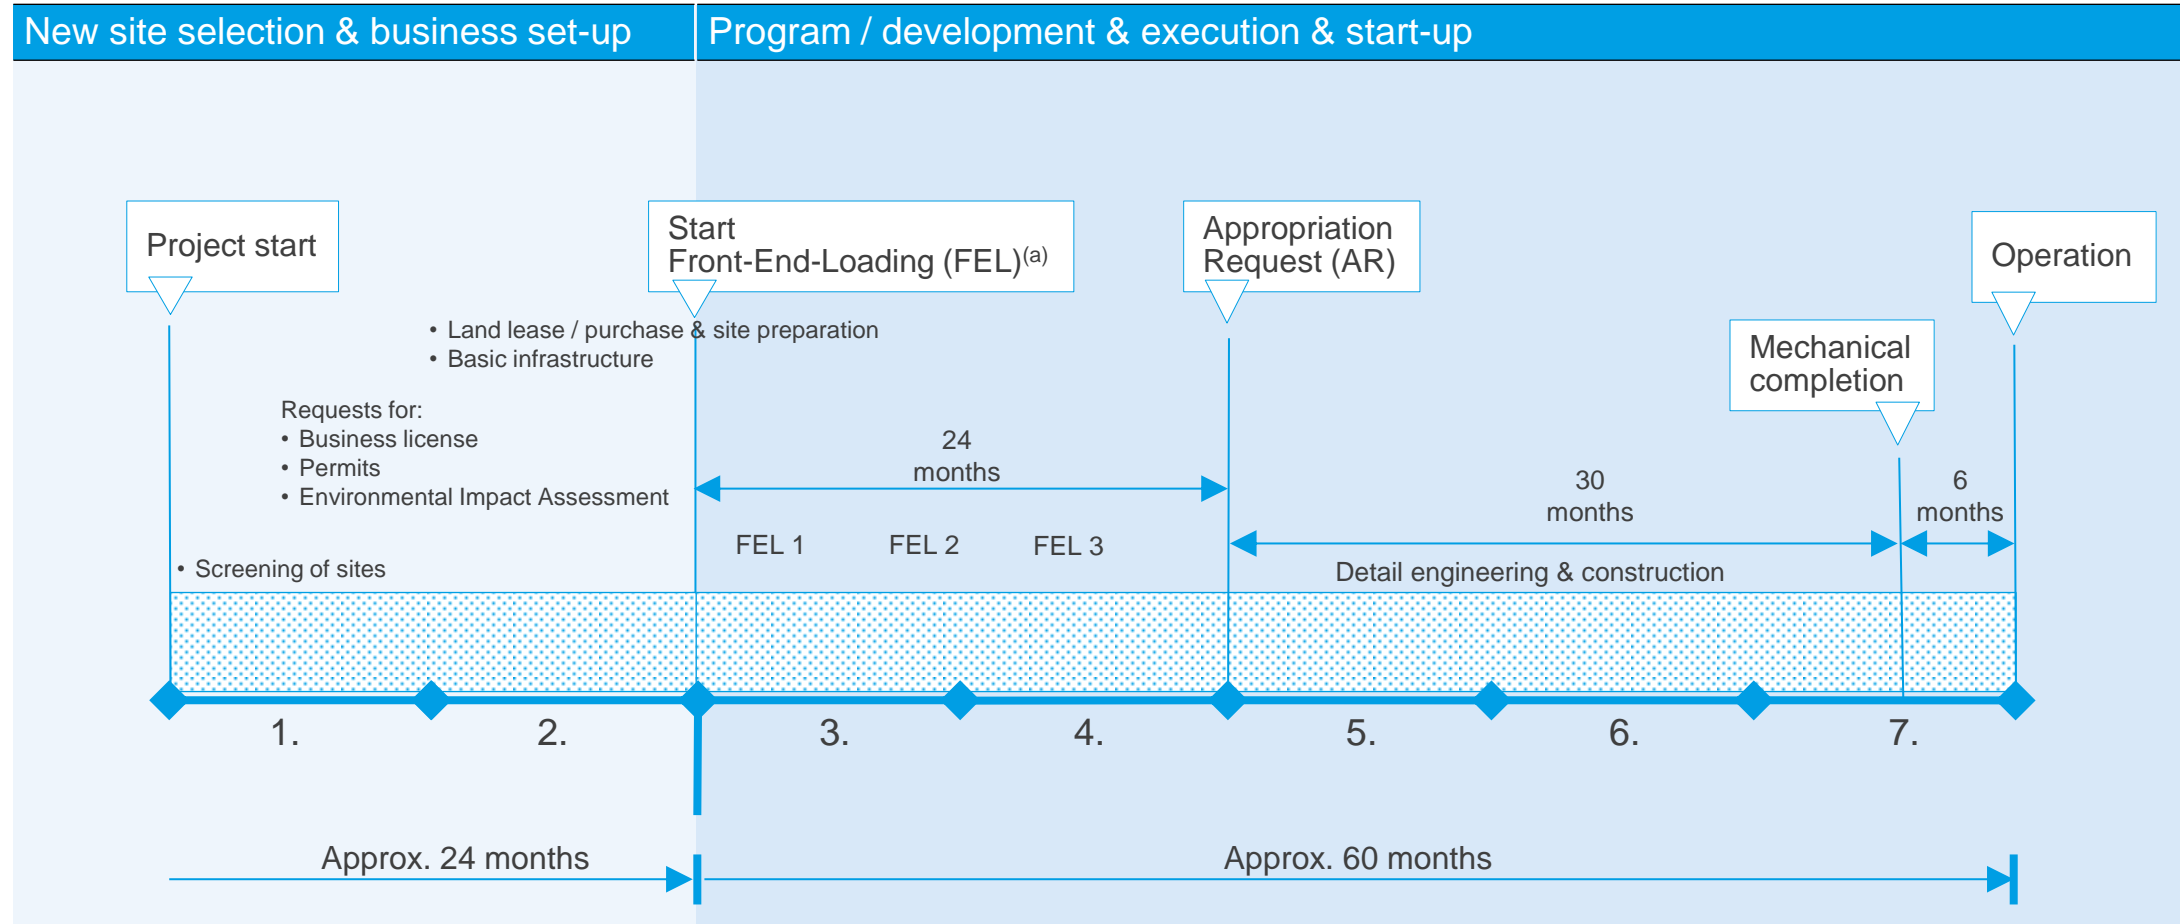 New site selection & business set-up
Program / development & execution & start-up
Project start
Start
Front-End-Loading (FEL)(a)
Appropriation
Request (AR)
Operation
• Land lease / purchase & site preparation
• Basic infrastructure
Mechanical
completion
Requests for:
• Business license
• Permits
• Environmental Impact Assessment
24
months
30
months
6
months
FEL 1
FEL 2
FEL 3
• Screening of sites
Detail engineering & construction
1.
2.
3.
4.
5.
6.
7.
Approx. 24 months
Approx. 60 months